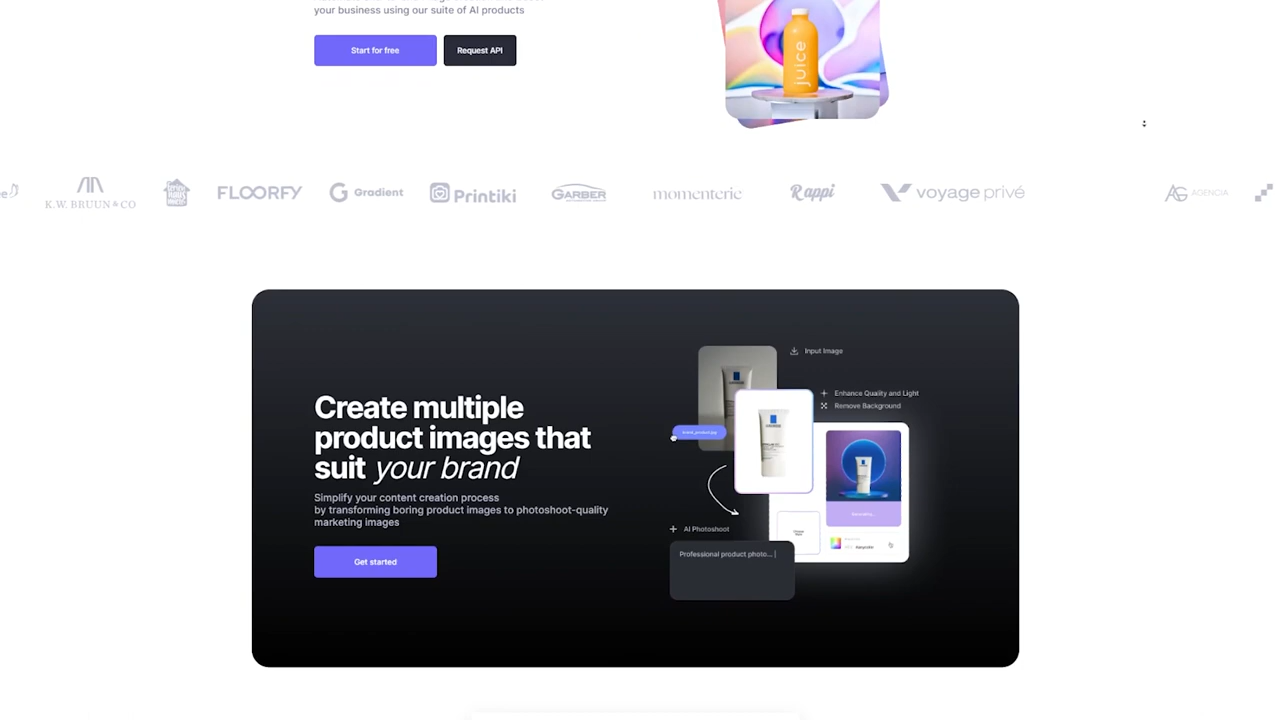 your business using our suite of AI products
Start for free
Request API
juice
K.W. BRUUN & CO
FLOORFY
Gradient
Printiki
GARBER
momenteric
Rappi
voyage privé
AG AGENCIA
Input Image
Enhance Quality and Light
Remove Background
Create multiple
product images that
suit your brand
Simplify your content creation process
by transforming boring product images to photoshoot-quality
marketing images
Get started
AI Photoshoot
Professional product photo... |